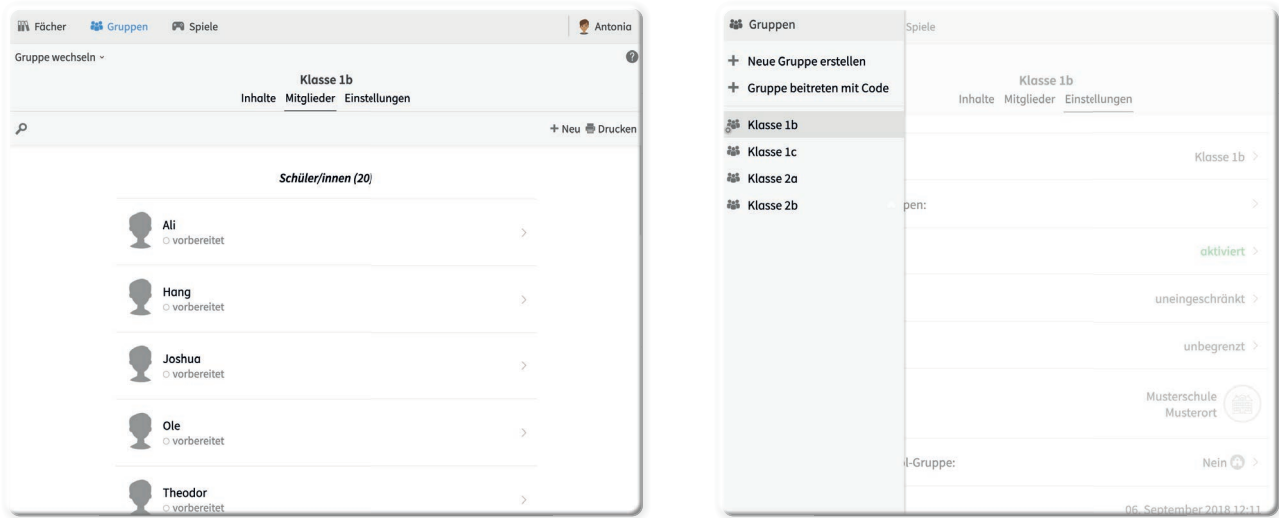 Fächer Gruppen Spiele Antonia
Gruppe wechseln
Klasse 1b
Inhalte Mitglieder Einstellungen
+ Neu Drucken
Schüler/innen (20)
Ali
vorbereitet
Hang
vorbereitet
Joshua
vorbereitet
Ole
vorbereitet
Theodor
vorbereitet
Gruppen
Spiele
+ Neue Gruppe erstellen
+ Gruppe beitreten mit Code
Klasse 1b
Klasse 1c
Klasse 2a
Klasse 2b
Klasse 1b
Inhalte Mitglieder Einstellungen
Klasse 1b
pen:
aktiviert
uneingeschränkt
unbegrenzt
Musterschule
Musterort
l-Gruppe: Nein
06. September 2018 12:11